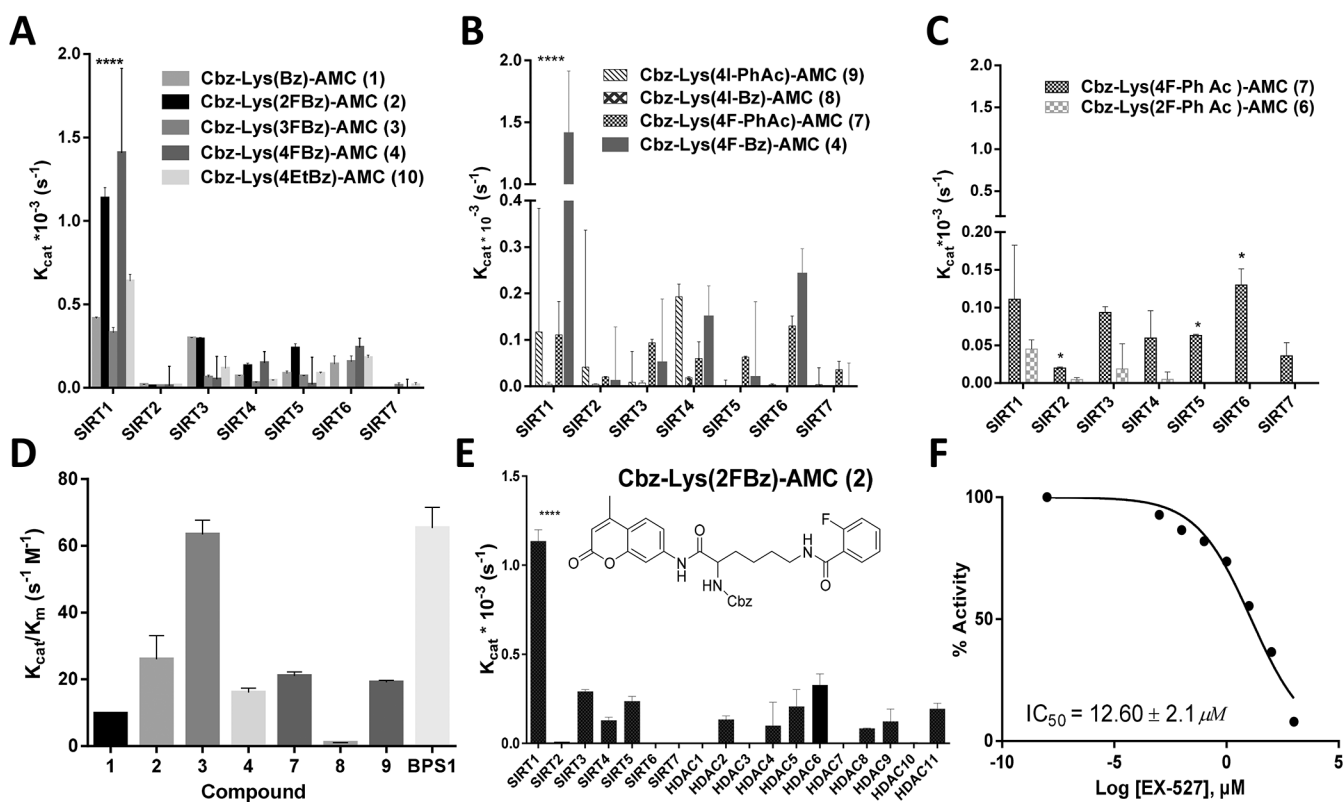 A
2.0
1.5
1.0
0.5
0.0
Kcat *10⁻³ (s⁻¹)
****
Cbz-Lys(Bz)-AMC (1)
Cbz-Lys(2FBz)-AMC (2)
Cbz-Lys(3FBz)-AMC (3)
Cbz-Lys(4FBz)-AMC (4)
Cbz-Lys(4EtBz)-AMC (10)
SIRT1 SIRT2 SIRT3 SIRT4 SIRT5 SIRT6 SIRT7
B
2.0
1.5
1.0
0.4
0.3
0.2
0.1
0.0
Kcat * 10⁻³ (s⁻¹)
****
Cbz-Lys(4I-PhAc)-AMC (9)
Cbz-Lys(4I-Bz)-AMC (8)
Cbz-Lys(4F-PhAc)-AMC (7)
Cbz-Lys(4F-Bz)-AMC (4)
SIRT1 SIRT2 SIRT3 SIRT4 SIRT5 SIRT6 SIRT7
C
2.0
1.5
1.0
0.5
0.0
0.20
0.15
0.10
0.05
0.00
Kcat*10⁻³ (s⁻¹)
Cbz-Lys(4F-Ph Ac )-AMC (7)
Cbz-Lys(2F-Ph Ac )-AMC (6)
* * *
SIRT1 SIRT2 SIRT3 SIRT4 SIRT5 SIRT6 SIRT7
D
80
60
40
20
0
Kcat/Km (s⁻¹ M⁻¹)
1 2 3 4 7 8 9 BPS1
Compound
E
Cbz-Lys(2FBz)-AMC (2)
1.5
1.0
0.5
0.0
Kcat * 10⁻³ (s⁻¹)
****
O
O
N
H
O
HN
Cbz
H
N
O
F
SIRT1 SIRT2 SIRT3 SIRT4 SIRT5 SIRT6 SIRT7 HDAC1 HDAC2 HDAC3 HDAC4 HDAC5 HDAC6 HDAC7 HDAC8 HDAC9 HDAC10 HDAC11
F
100
50
0
% Activity
IC50 = 12.60 ± 2.1 µM
-10 -5 0 5
Log [EX-527], µM